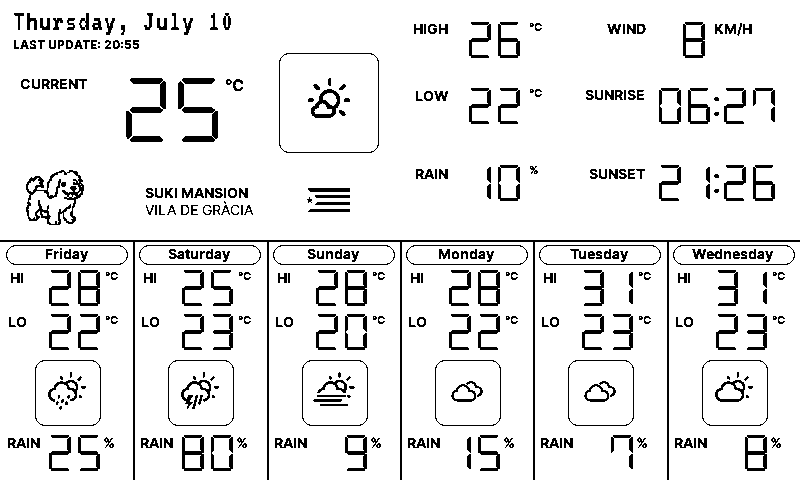 Thursday, July 10
LAST UPDATE: 20:55
CURRENT 25 °C
SUKI MANSION
VILA DE GRÀCIA
HIGH 26 °C
LOW 22 °C
RAIN 10 %
WIND 8 KM/H
SUNRISE 06:27
SUNSET 21:26
Friday
HI 28 °C
LO 22 °C
RAIN 25 %
Saturday
HI 25 °C
LO 23 °C
RAIN 80 %
Sunday
HI 28 °C
LO 20 °C
RAIN 9 %
Monday
HI 28 °C
LO 22 °C
RAIN 15 %
Tuesday
HI 31 °C
LO 23 °C
RAIN 7 %
Wednesday
HI 31 °C
LO 23 °C
RAIN 8 %